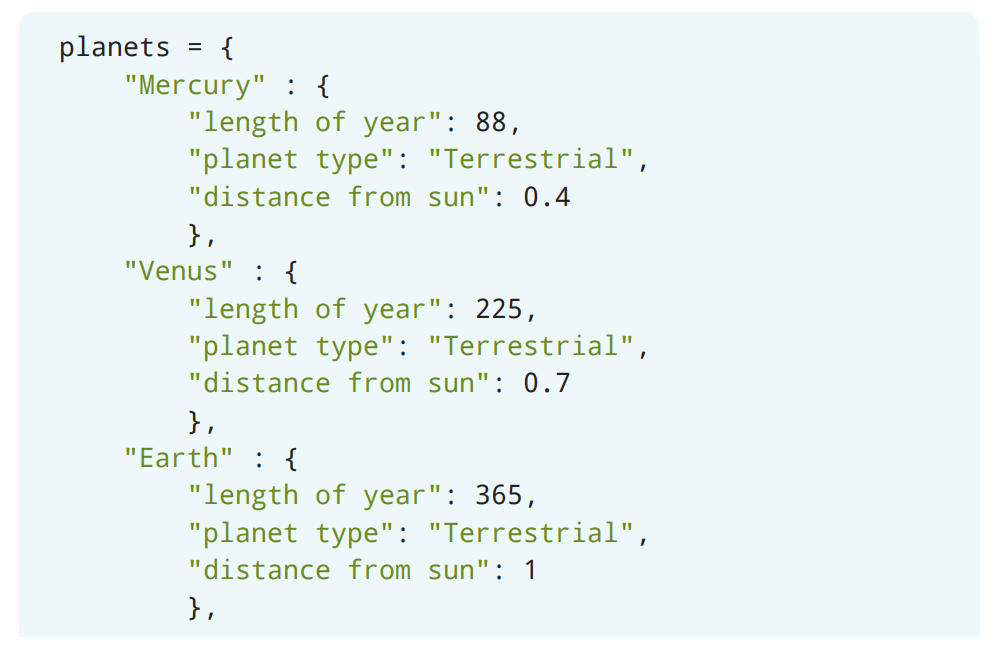 planets = {
"Mercury" : {
"length of year": 88,
"planet type": "Terrestrial",
"distance from sun": 0.4
},
"Venus" : {
"length of year": 225,
"planet type": "Terrestrial",
"distance from sun": 0.7
},
"Earth" : {
"length of year": 365,
"planet type": "Terrestrial",
"distance from sun": 1
},